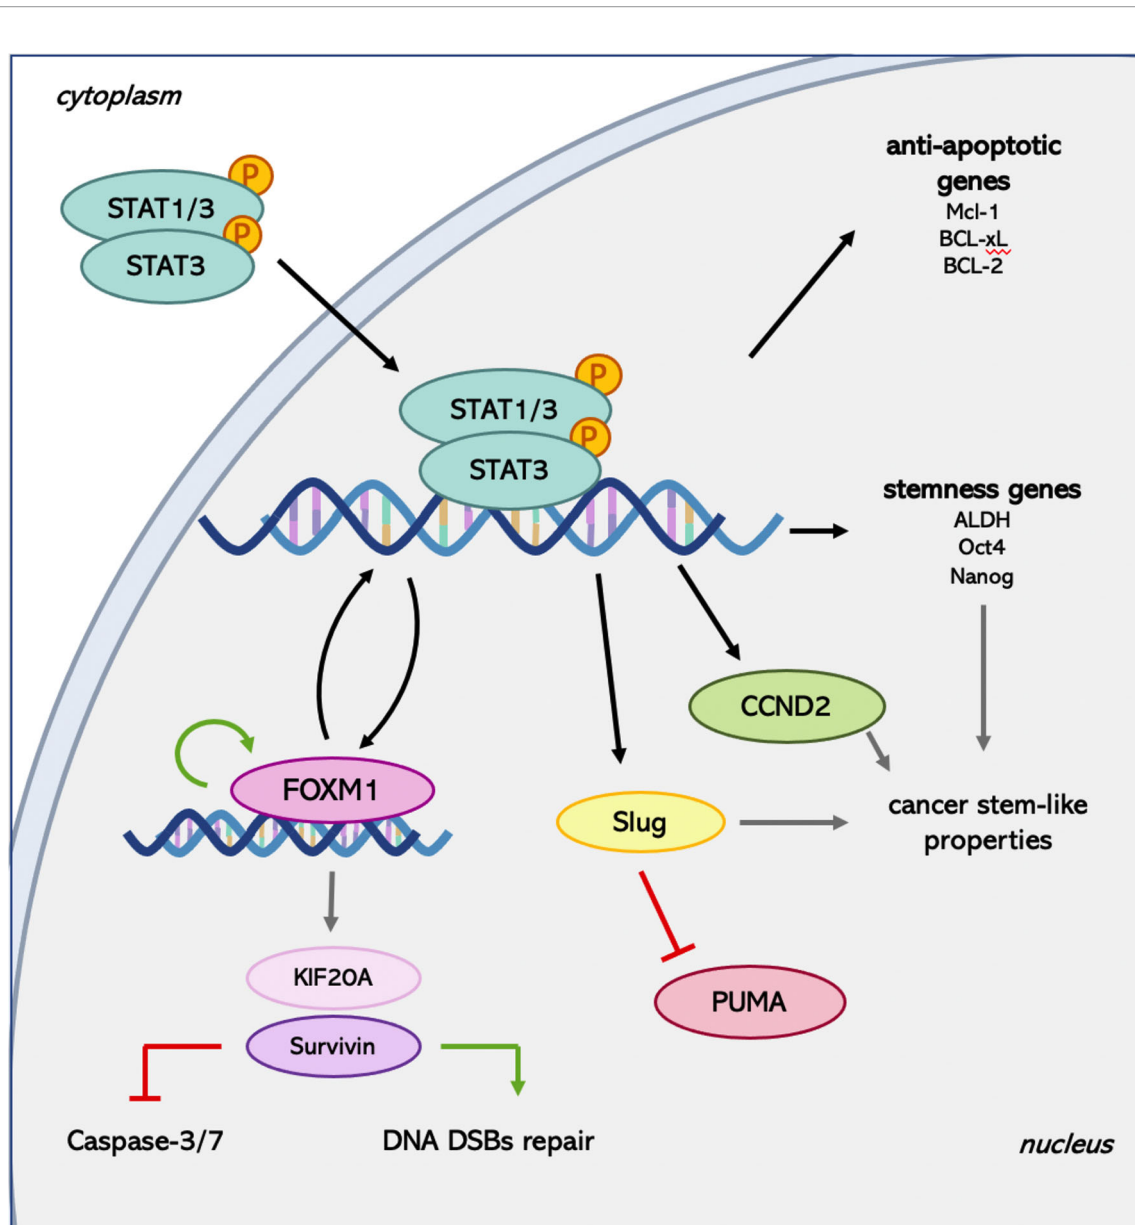 cytoplasm
P
STAT1/3
P
STAT3
anti-apoptotic
genes
Mcl-1
BCL-xL
BCL-2
P
STAT1/3
P
STAT3
stemness genes
ALDH
Oct4
Nanog
CCND2
FOXM1
Slug
cancer stem-like
properties
KIF20A
PUMA
Survivin
Caspase-3/7
DNA DSBs repair
nucleus